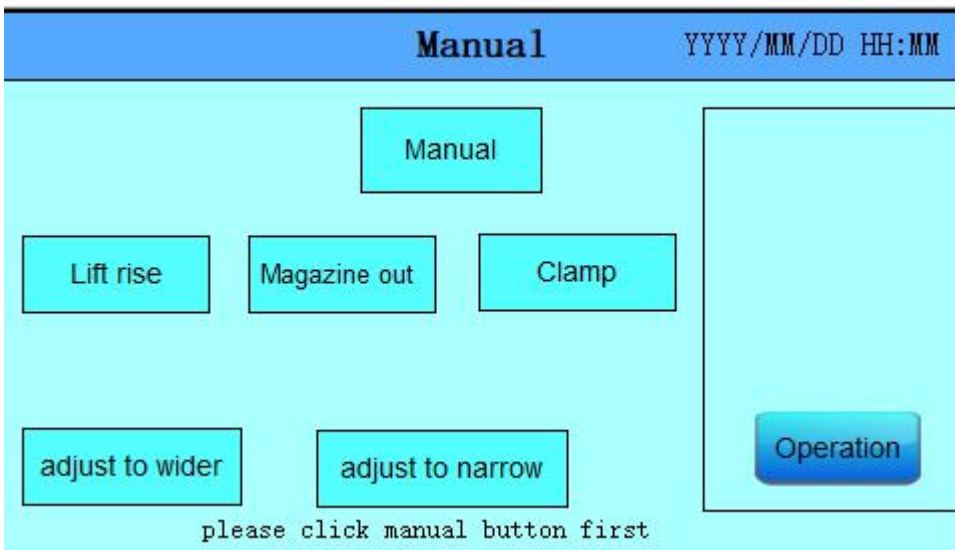 Manual YYYY/MM/DD HH:MM
Manual
Lift rise Magazine out Clamp
adjust to wider adjust to narrow Operation
please click manual button first